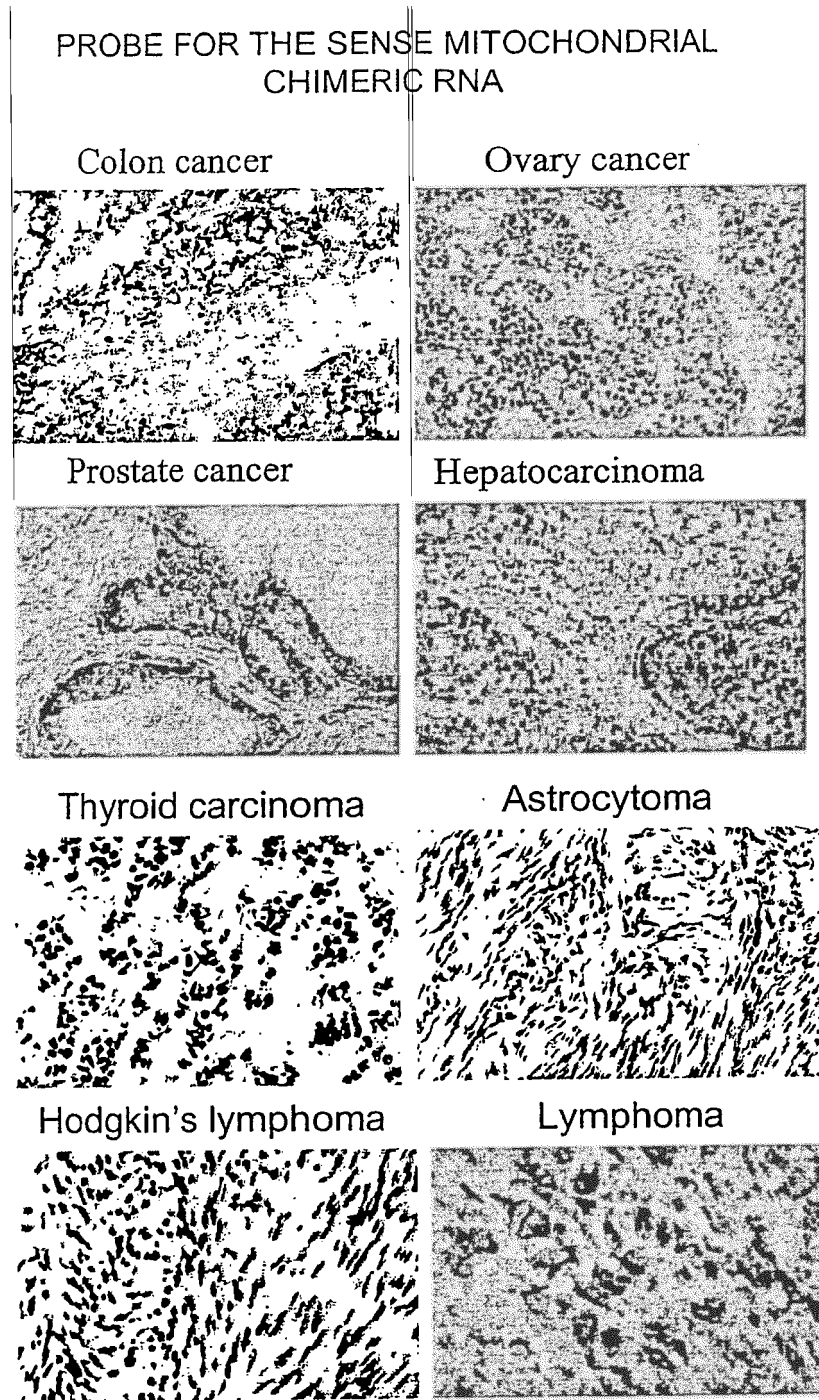 PROBE FOR THE SENSE MITOCHONDRIAL
CHIMERIC RNA
Colon cancer
Ovary cancer
Prostate cancer
Hepatocarcinoma
Thyroid carcinoma
Astrocytoma
Hodgkin's lymphoma
Lymphoma